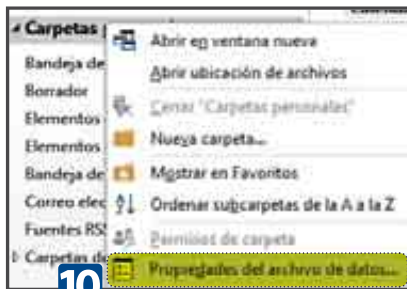 Carpetas
Abrir en ventana nueva
Bandeja de
Abrir ubicación de archivos
Borrador
Cerrar "Carpetas personales"
Elementos
Nueva carpeta...
Elementos
Bandeja de
Mostrar en Favoritos
Correo elec
Ordenar subcarpetas de la A a la Z
Fuentes RSS
Permisos de carpeta
Carpetas de
Propiedades del archivo de datos...
10